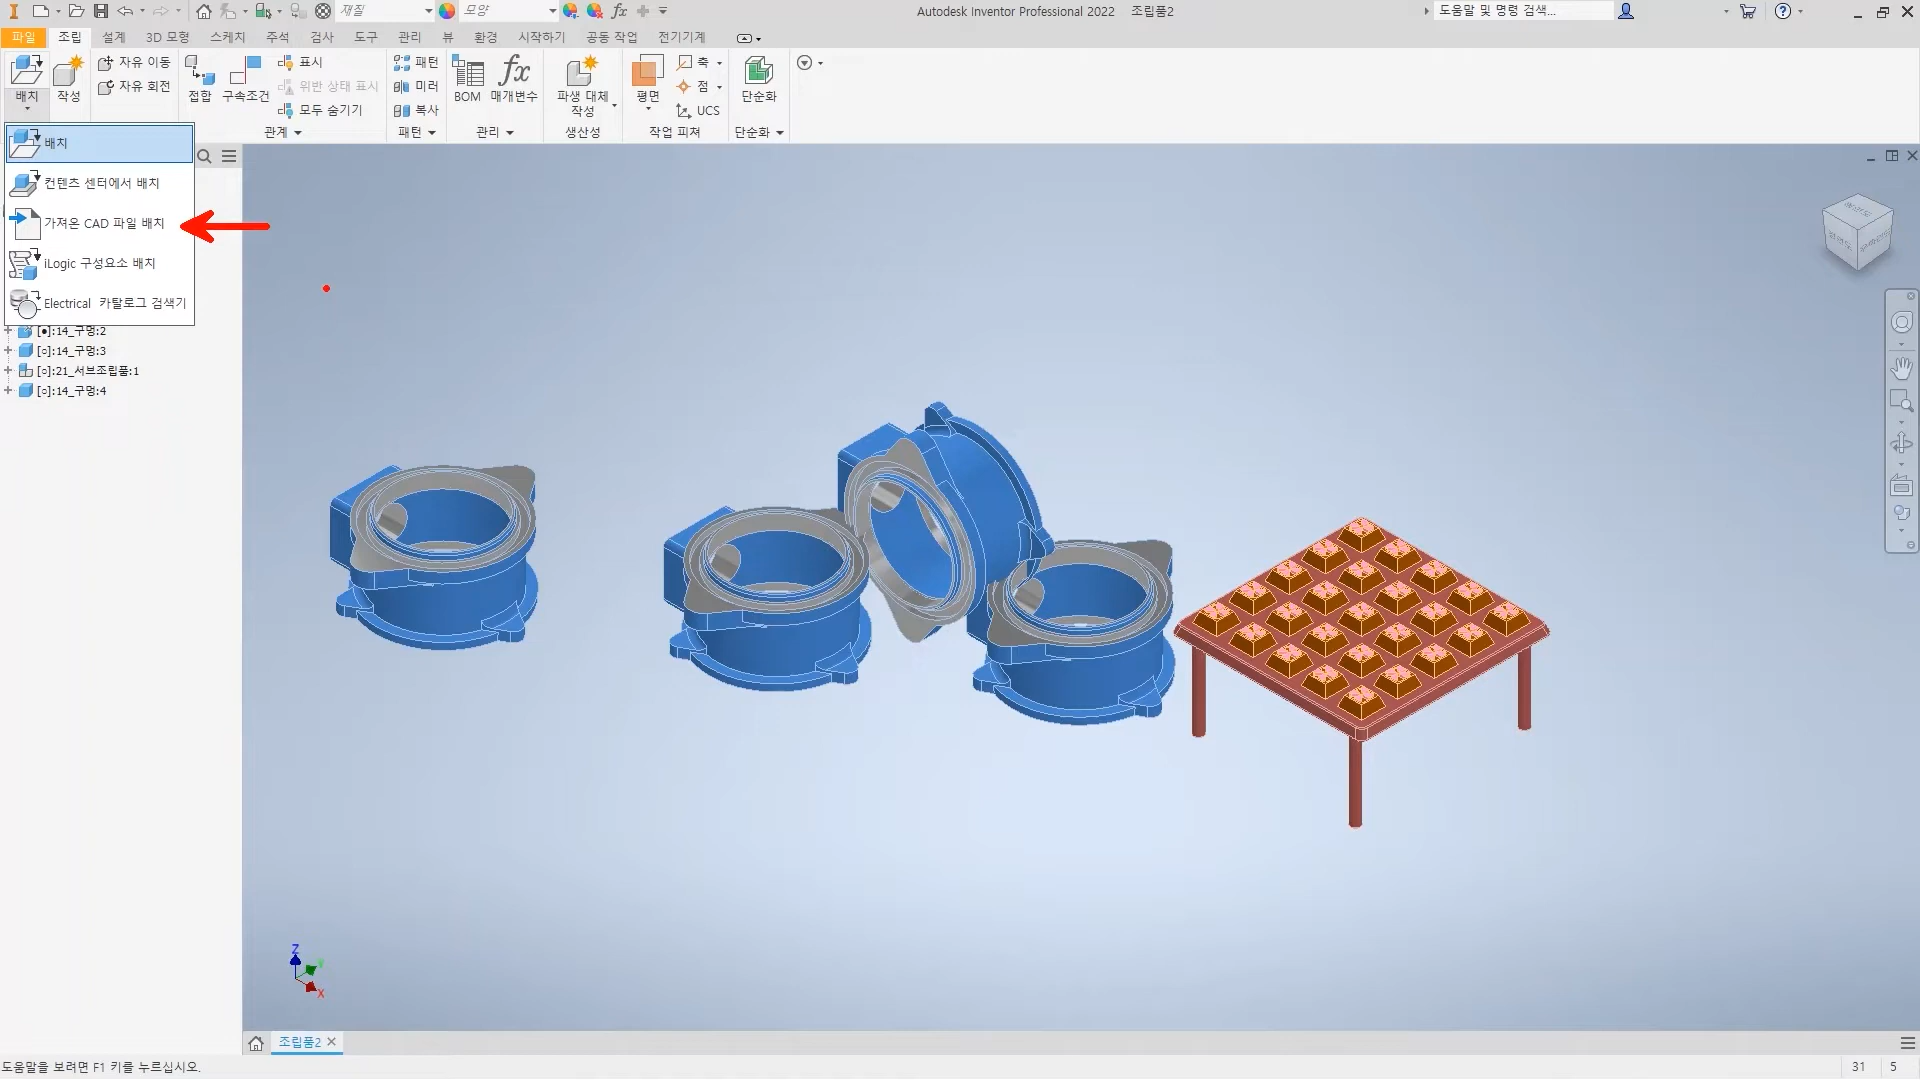 재질
모양
fx
Autodesk Inventor Professional 2022 조립품2
도움말 및 명령 검색...
파일 조립 설계 3D 모형 스케치 주석 검사 도구 관리 뷰 환경 시작하기 공동 작업 전기기계
배치
작성
자유 이동
자유 회전
접합
구속조건
표시
위반 상태 표시
모두 숨기기
관계
패턴
미러
복사
패턴
BOM
fx
매개변수
관리
파생 대체
작성
생산성
평면
축
점
UCS
작업 피쳐
단순화
단순화
배치
컨텐츠 센터에서 배치
가져온 CAD 파일 배치
iLogic 구성요소 배치
Electrical 카탈로그 검색기
[●]:14_구멍:2
[○]:14_구멍:3
[○]:21_서브조립품:1
[○]:14_구멍:4
Z
Y
X
조립품2
도움말을 보려면 F1 키를 누르십시오.
31 5